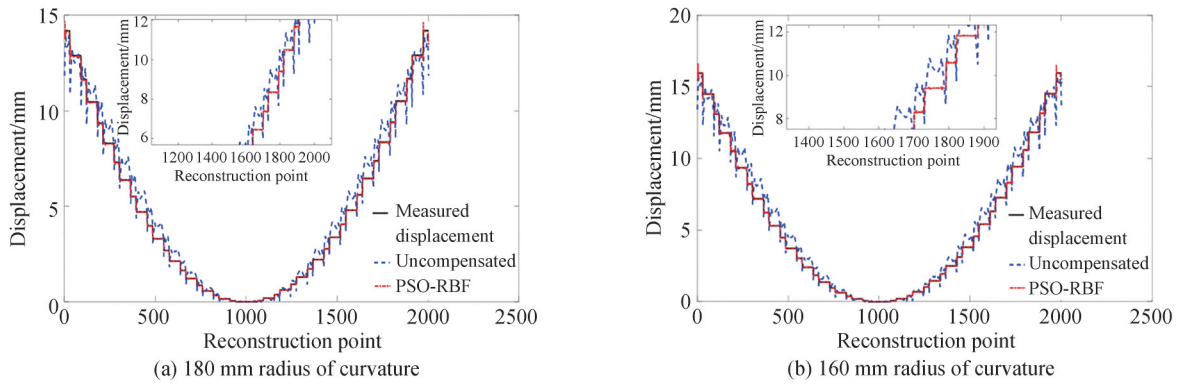 15
10
5
0
Displacement/mm
0
500
1000
1500
2000
2500
Reconstruction point
12
10
8
6
Displacement/mm
1200 1400 1600 1800 2000
Reconstruction point
Measured
displacement
Uncompensated
PSO-RBF
(a) 180 mm radius of curvature
20
15
10
5
0
Displacement/mm
0
500
1000
1500
2000
2500
Reconstruction point
12
10
8
Displacement/mm
1400 1500 1600 1700 1800 1900
Reconstruction point
Measured
displacement
Uncompensated
PSO-RBF
(b) 160 mm radius of curvature